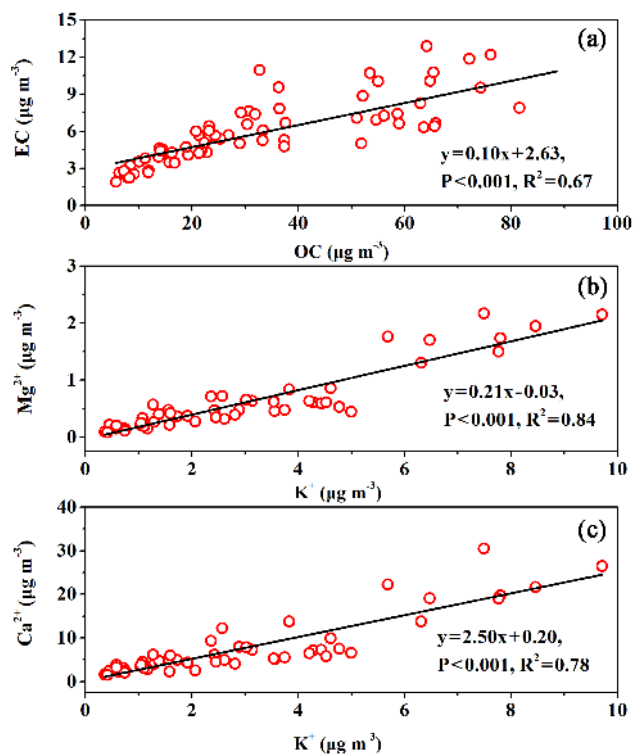 (a)
15
12
9
6
3
0
EC (μg m⁻³)
y=0.10x+2.63,
P<0.001, R²=0.67
0 20 40 60 80 100
OC (μg m⁻³)
(b)
3
2
1
0
Mg²⁺ (μg m⁻³)
y=0.21x-0.03,
P<0.001, R²=0.84
0 2 4 6 8 10
K⁺ (μg m⁻³)
(c)
40
30
20
10
0
Ca²⁺ (μg m⁻³)
y=2.50x+0.20,
P<0.001, R²=0.78
0 2 4 6 8 10
K⁺ (μg m⁻³)